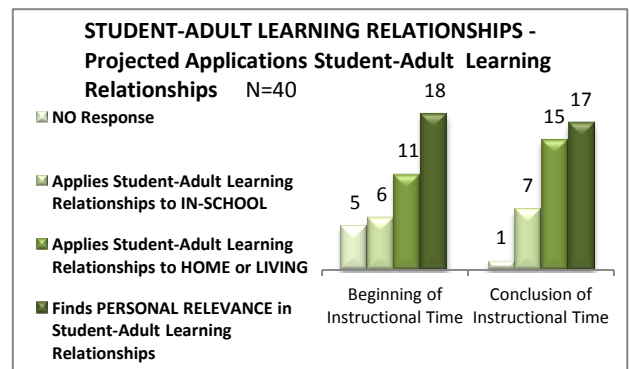 STUDENT-ADULT LEARNING RELATIONSHIPS -
Projected Applications Student-Adult Learning
Relationships N=40
NO Response
Applies Student-Adult Learning
Relationships to IN-SCHOOL
Applies Student-Adult Learning
Relationships to HOME or LIVING
Finds PERSONAL RELEVANCE in
Student-Adult Learning
Relationships
5 6 11 18
1 7 15 17
Beginning of
Instructional Time
Conclusion of
Instructional Time